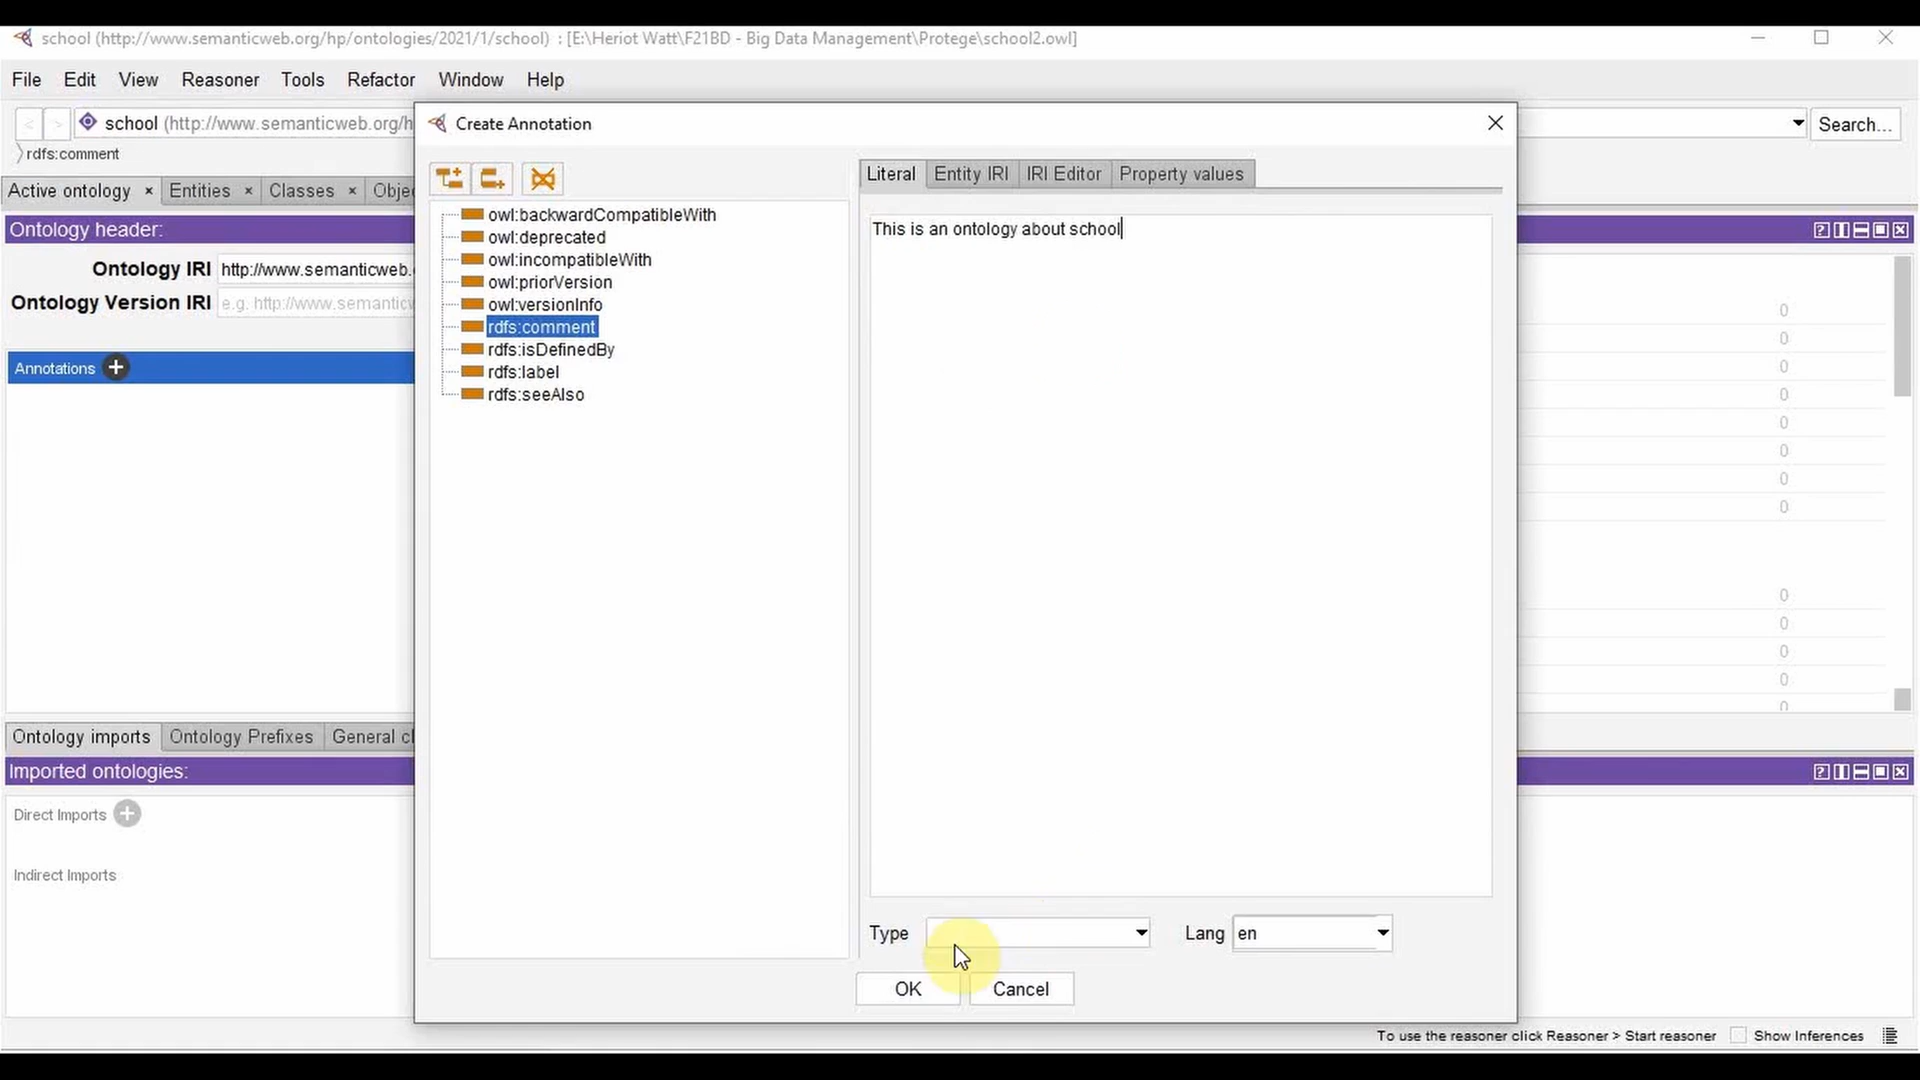 school (http://www.semanticweb.org/hp/ontologies/2021/1/school) : [E:\Heriot Watt\F21BD - Big Data Management\Protege\school2.owl]
File Edit View Reasoner Tools Refactor Window Help
< > school (http://www.semanticweb.org/h
Search...
rdfs:comment
Active ontology × Entities × Classes × Objec
Ontology header:
Ontology IRI http://www.semanticweb.
Ontology Version IRI e.g. http://www.semanticw
Annotations
Ontology imports Ontology Prefixes General cl
Imported ontologies:
Direct Imports
Indirect Imports
Create Annotation
owl:backwardCompatibleWith
owl:deprecated
owl:incompatibleWith
owl:priorVersion
owl:versionInfo
rdfs:comment
rdfs:isDefinedBy
rdfs:label
rdfs:seeAlso
Literal Entity IRI IRI Editor Property values
This is an ontology about school
Type
Lang en
OK Cancel
0
0
0
0
0
0
0
0
0
0
0
0
0
To use the reasoner click Reasoner > Start reasoner Show Inferences